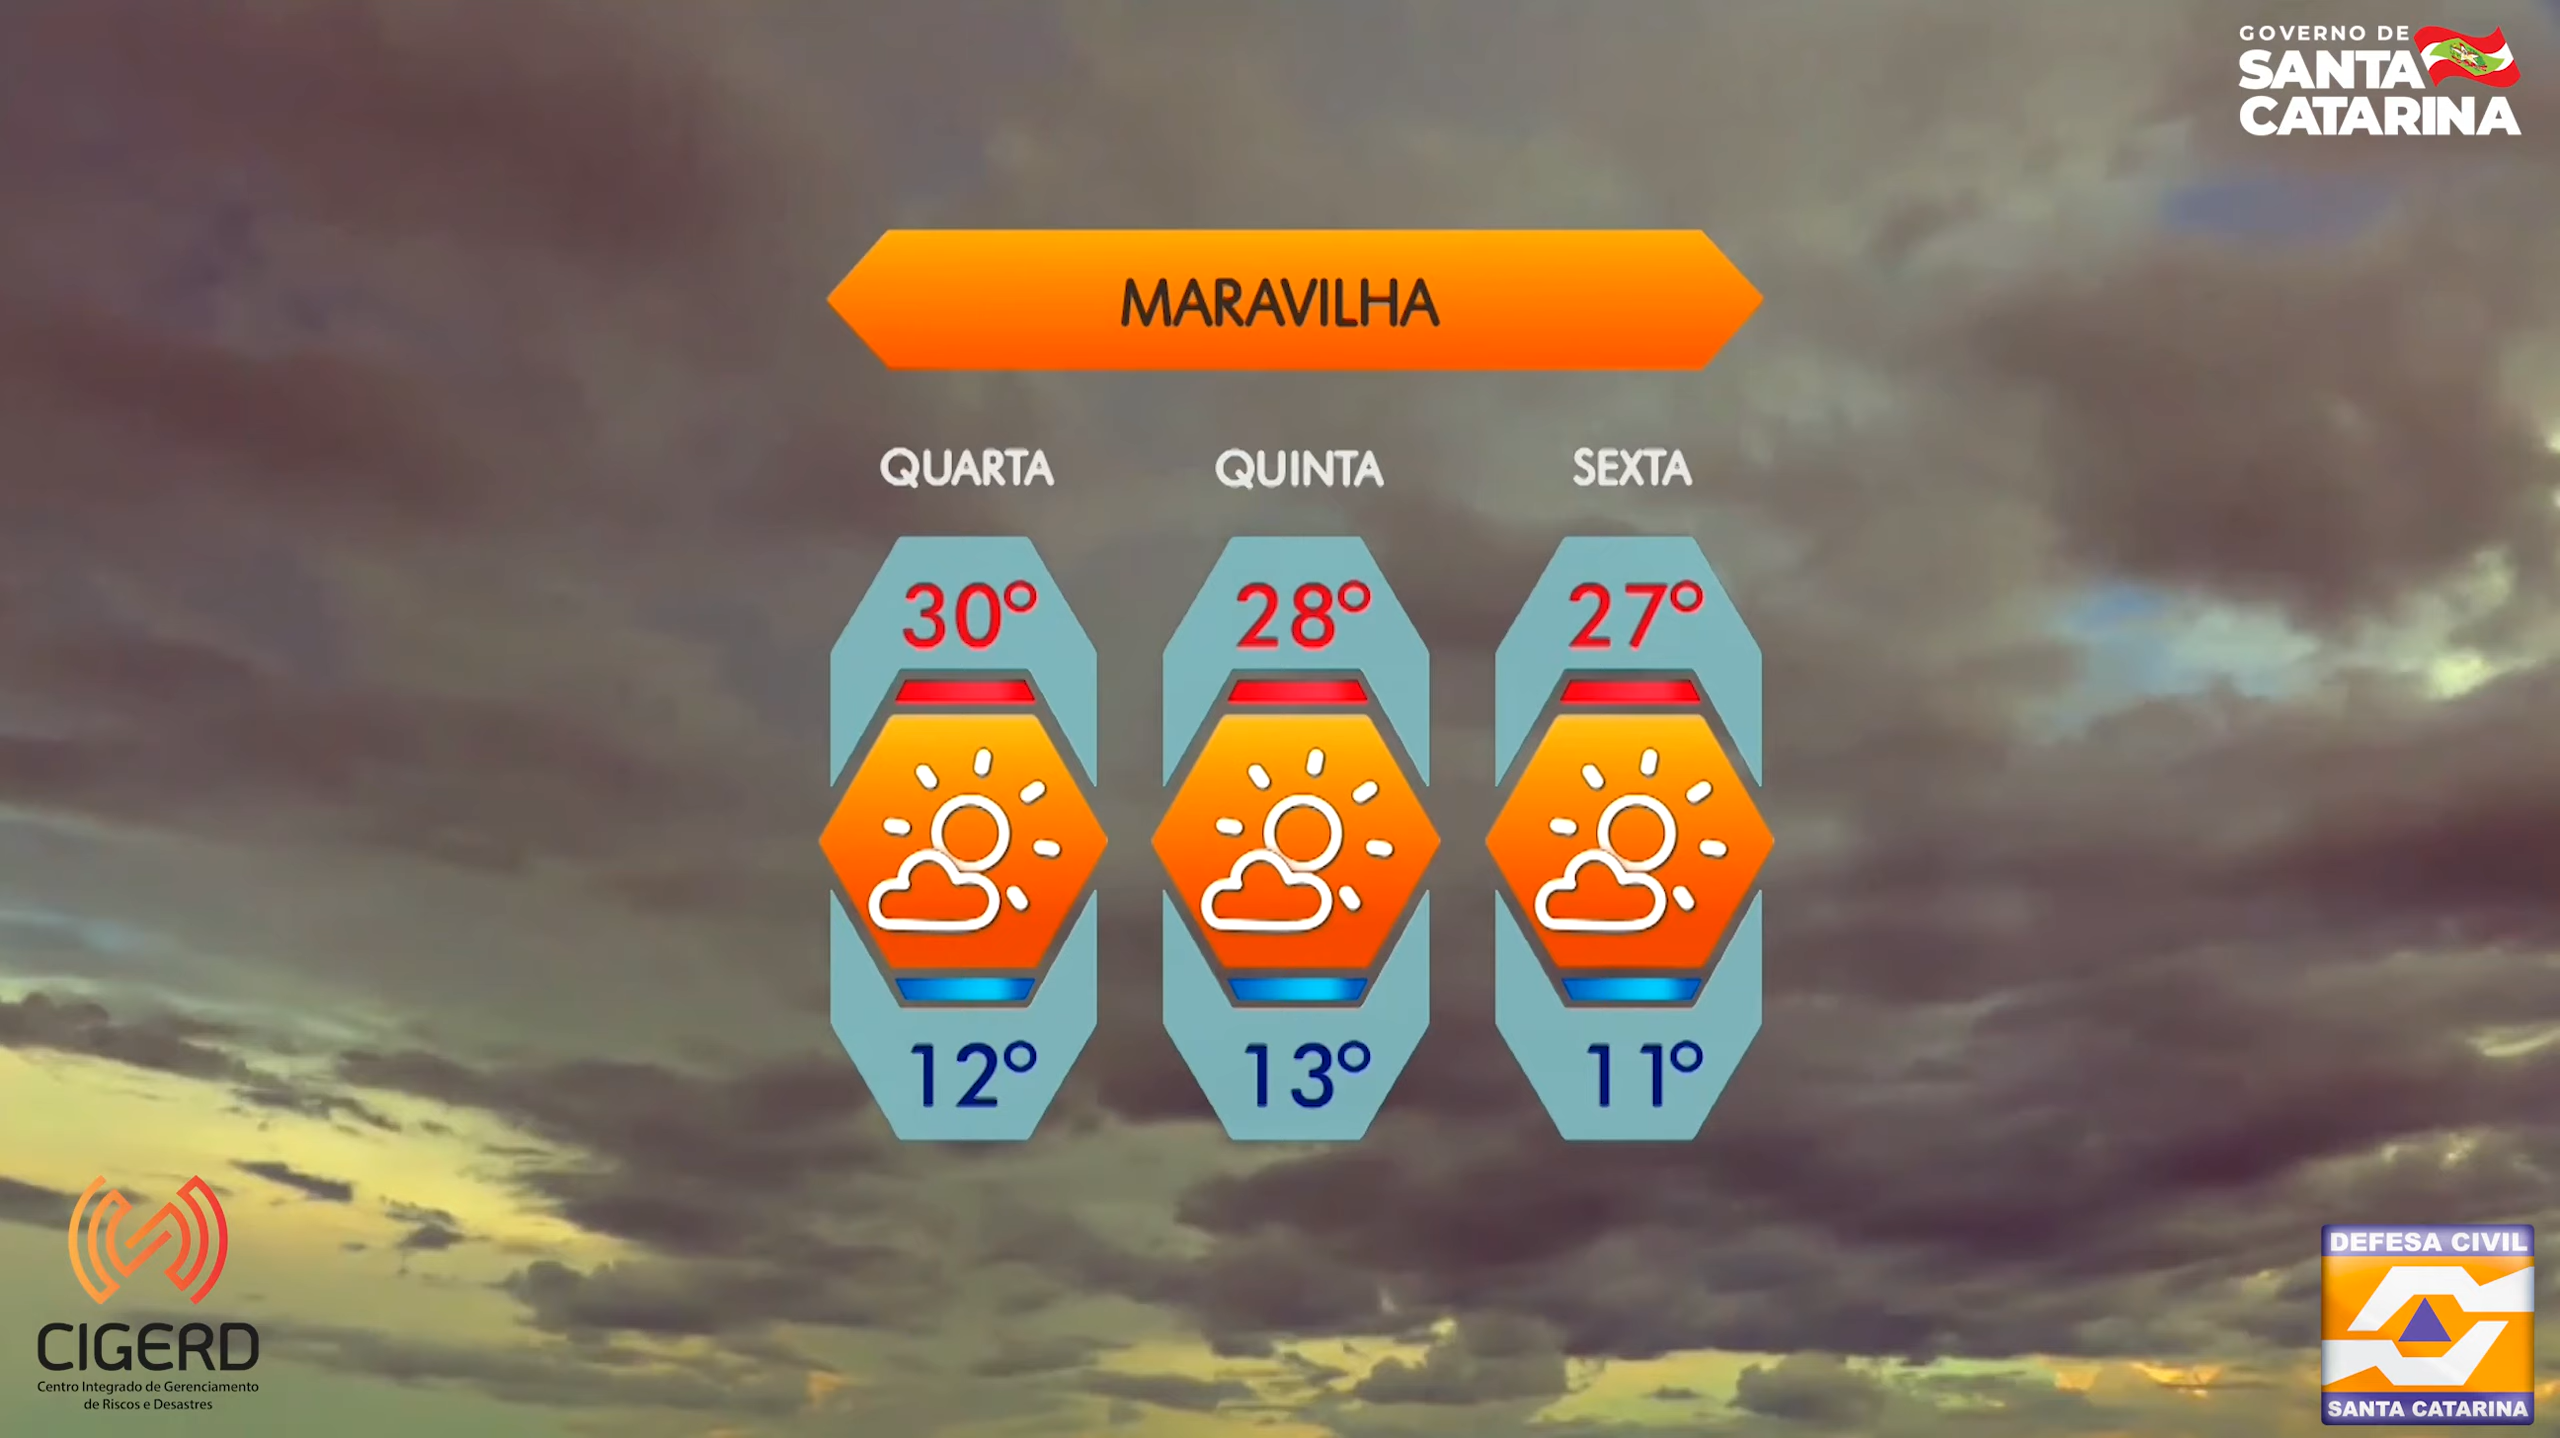 GOVERNO DE
SANTA
CATARINA
MARAVILHA
QUARTA QUINTA SEXTA
30° 28° 27°
12° 13° 11°
CIGERD
Centro Integrado de Gerenciamento
de Riscos e Desastres
DEFESA CIVIL
SANTA CATARINA